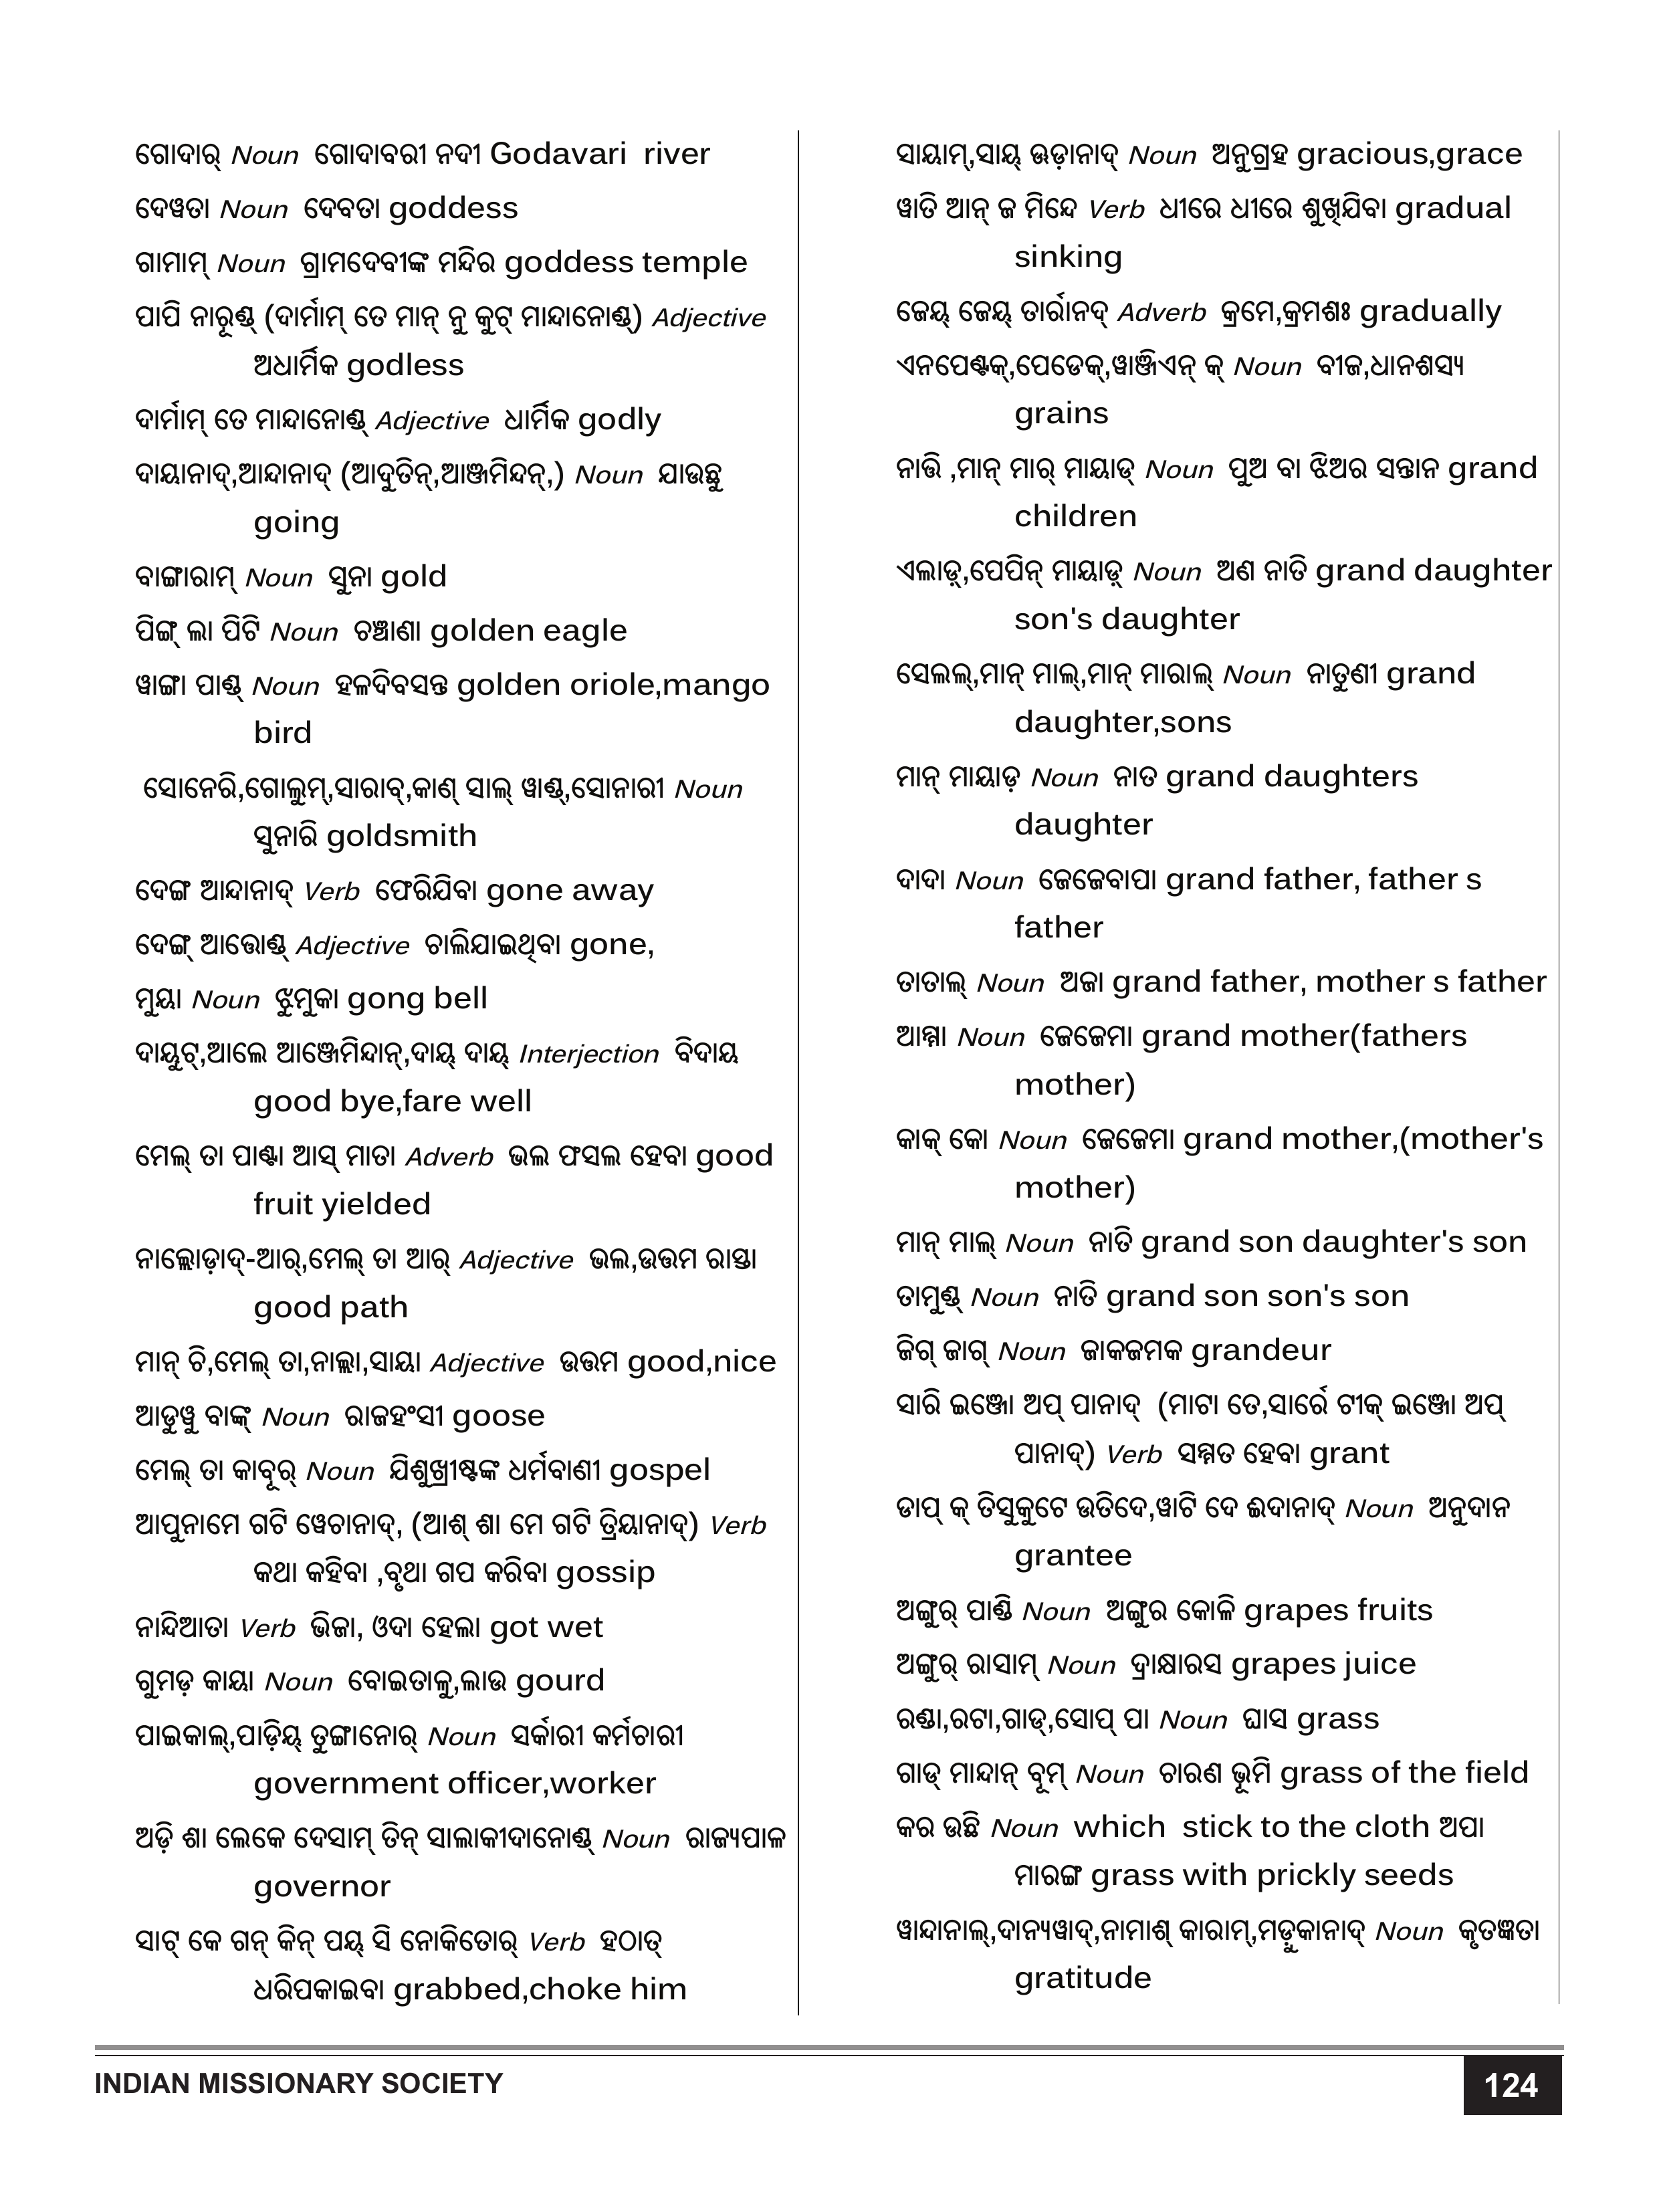 ଗୋଦାର୍ Noun ଗୋଦାବରୀ ନଦୀ Godavari river
ଦେୱତା Noun ଦେବତା goddess
ଗାମାମ୍ Noun ଗ୍ରାମଦେବୀଙ୍କ ମନ୍ଦିର goddess temple
ପାପି ନାରୁଣ୍ଡ୍ (ଦାର୍ମାମ୍ ତେ ମାନ୍ ନୁ କୁଟ୍ ମାନ୍ଦାନୋଣ୍ଡ୍) Adjective
ଅଧାର୍ମିକ godless
ଦାର୍ମାମ୍ ତେ ମାନ୍ଦାନୋଣ୍ଡ୍ Adjective ଧାର୍ମିକ godly
ଦାୟାନାଦ୍,ଆନ୍ଦାନାଦ୍ (ଆଦୁତିନ୍,ଆଞ୍ଜମିନ୍ଦନ୍,) Noun ଯାଉଛୁ
going
ବାଙ୍ଗାରାମ୍ Noun ସୁନା gold
ପିଙ୍ଗ୍ ଲା ପିଟି Noun ଚଞ୍ଚାଣା golden eagle
ୱାଙ୍ଗା ପାଣ୍ଡ୍ Noun ହଳଦିବସନ୍ତ golden oriole,mango
bird
ସୋନେରି,ଗୋଲୁମ୍,ସାରାବ୍,କାଣ୍ ସାଲ୍ ୱାଣ୍ଡ୍,ସୋନାରୀ Noun
ସୁନାରି goldsmith
ଦେଙ୍ଗ ଆନ୍ଦାନାଦ୍ Verb ଫେରିଯିବା gone away
ଦେଙ୍ଗ୍ ଆତ୍ତୋଣ୍ଡ୍ Adjective ଚାଲିଯାଇଥିବା gone,
ମୁୟା Noun ଝୁମୁକା gong bell
ଦାୟୁଟ୍,ଆଲେ ଆଞ୍ଜେମିନ୍ଦାନ୍,ଦାୟ୍ ଦାୟ୍ Interjection ବିଦାୟ
good bye,fare well
ମେଲ୍ ତା ପାଣ୍ଟା ଆସ୍ ମାତା Adverb ଭଲ ଫସଲ ହେବା good
fruit yielded
ନାଲ୍ଲୋଡ଼ାଦ୍-ଆର୍,ମେଲ୍ ତା ଆର୍ Adjective ଭଲ,ଉତ୍ତମ ରାସ୍ତା
good path
ମାନ୍ ଚି,ମେଲ୍ ତା,ନାଲ୍ଲା,ସାୟା Adjective ଉତ୍ତମ good,nice
ଆଡୁୱୁ ବାଙ୍କ୍ Noun ରାଜହଂସୀ goose
ମେଲ୍ ତା କାବୂର୍ Noun ଯିଶୁଖ୍ରୀଷ୍ଟଙ୍କ ଧର୍ମବାଣୀ gospel
ଆପୁନାମେ ଗଟି ୱେଚାନାଦ୍, (ଆଶ୍ ଶା ମେ ଗଟି ତ୍ରିୟାନାଦ୍) Verb
କଥା କହିବା ,ବୃଥା ଗପ କରିବା gossip
ନାନ୍ଦିଆତା Verb ଭିଜା, ଓଦା ହେଲା got wet
ଗୁମଡ଼ କାୟା Noun ବୋଇତାଳୁ,ଲାଉ gourd
ପାଇକାଲ୍,ପାଡ଼ିୟ୍ ତୁଙ୍ଗାନୋର୍ Noun ସର୍କାରୀ କର୍ମଚାରୀ
government officer,worker
ଅଡ଼ି ଶା ଲେକେ ଦେସାମ୍ ତିନ୍ ସାଲାକୀଦାନୋଣ୍ଡ୍ Noun ରାଜ୍ୟପାଳ
governor
ସାଟ୍ କେ ଗନ୍ କିନ୍ ପୟ୍ ସି ନୋକିତୋର୍ Verb ହଠାତ୍
ଧରିପକାଇବା grabbed,choke him
ସାୟାମ୍,ସାୟ୍ ଊଡ଼ାନାଦ୍ Noun ଅନୁଗ୍ରହ gracious,grace
ୱାତି ଆନ୍ ଜ ମିନ୍ଦେ Verb ଧୀରେ ଧୀରେ ଶୁଖିଯିବା gradual
sinking
ଜେୟ୍ ଜେୟ୍ ତାର୍ରାନଦ୍ Adverb କ୍ରମେ,କ୍ରମଶଃ gradually
ଏନପେଣ୍ଟକ୍,ପେଡେକ୍,ୱାଞ୍ଜିଏନ୍ କ୍ Noun ବୀଜ,ଧାନଶସ୍ୟ
grains
ନାତ୍ତି ,ମାନ୍ ମାର୍ ମାୟାଡ୍ Noun ପୁଅ ବା ଝିଅର ସନ୍ତାନ grand
children
ଏଲାଡ଼୍,ପେପିନ୍ ମାୟାଡ଼୍ Noun ଅଣ ନାତି grand daughter
son's daughter
ସେଲଲ୍,ମାନ୍ ମାଲ୍,ମାନ୍ ମାରାଲ୍ Noun ନାତୁଣୀ grand
daughter,sons
ମାନ୍ ମାୟାଡ଼ Noun ନାତ grand daughters
daughter
ଦାଦା Noun ଜେଜେବାପା grand father, father s
father
ତାତାଲ୍ Noun ଅଜା grand father, mother s father
ଆମ୍ମା Noun ଜେଜେମା grand mother(fathers
mother)
କାକ୍ କୋ Noun ଜେଜେମା grand mother,(mother's
mother)
ମାନ୍ ମାଲ୍ Noun ନାତି grand son daughter's son
ତାମୁଣ୍ଡ୍ Noun ନାତି grand son son's son
ଜିଗ୍ ଜାଗ୍ Noun ଜାକଜମକ grandeur
ସାରି ଇଞ୍ଜୋ ଅପ୍ ପାନାଦ୍ (ମାଟା ତେ,ସାର୍ରେ ଟୀକ୍ ଇଞ୍ଜୋ ଅପ୍
ପାନାଦ୍) Verb ସମ୍ମତ ହେବା grant
ଡାପ୍ କ୍ ତିସୁକୁଟେ ଉତିଦେ,ୱାଟି ଦେ ଈଦାନାଦ୍ Noun ଅନୁଦାନ
grantee
ଅଙ୍ଗୁର୍ ପାଣ୍ଡି Noun ଅଙ୍ଗୁର କୋଳି grapes fruits
ଅଙ୍ଗୁର୍ ରାସାମ୍ Noun ଦ୍ରାକ୍ଷାରସ grapes juice
ରଣ୍ଡା,ରଟା,ଗାଡ୍,ସୋପ୍ ପା Noun ଘାସ grass
ଗାଡ୍ ମାନ୍ଦାନ୍ ବୂମ୍ Noun ଚାରଣ ଭୂମି grass of the field
କର ଉଛି Noun which stick to the cloth ଅପା
ମାରଙ୍ଗ grass with prickly seeds
ୱାନ୍ଦାନାଲ୍,ଦାନ୍ୟୱାଦ୍,ନାମାଶ୍ କାରାମ୍,ମଡ଼ୁକାନାଦ୍ Noun କୃତଜ୍ଞତା
gratitude
INDIAN MISSIONARY SOCIETY
124